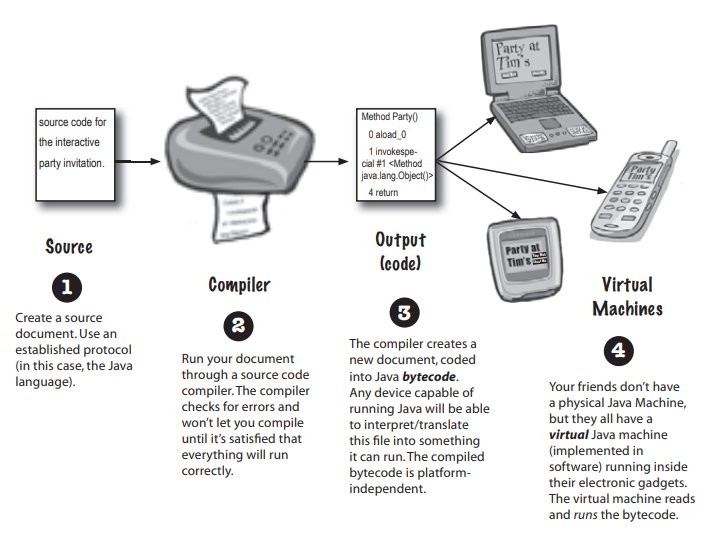 source code for
the interactive
party invitation.
Method Party()
0 aload_0
1 invokespe-
cial #1 <Method
java.lang.Object()>
4 return
Party at
Tim's
Party
Tim's
Party at
Tim's
Source
1
Create a source
document. Use an
established protocol
(in this case, the Java
language).
Compiler
2
Run your document
through a source code
compiler. The compiler
checks for errors and
won't let you compile
until it's satisfied that
everything will run
correctly.
Output
(code)
3
The compiler creates a
new document, coded
into Java bytecode.
Any device capable of
running Java will be able
to interpret/translate
this file into something
it can run. The compiled
bytecode is platform-
independent.
Virtual
Machines
4
Your friends don't have
a physical Java Machine,
but they all have a
virtual Java machine
(implemented in
software) running inside
their electronic gadgets.
The virtual machine reads
and runs the bytecode.